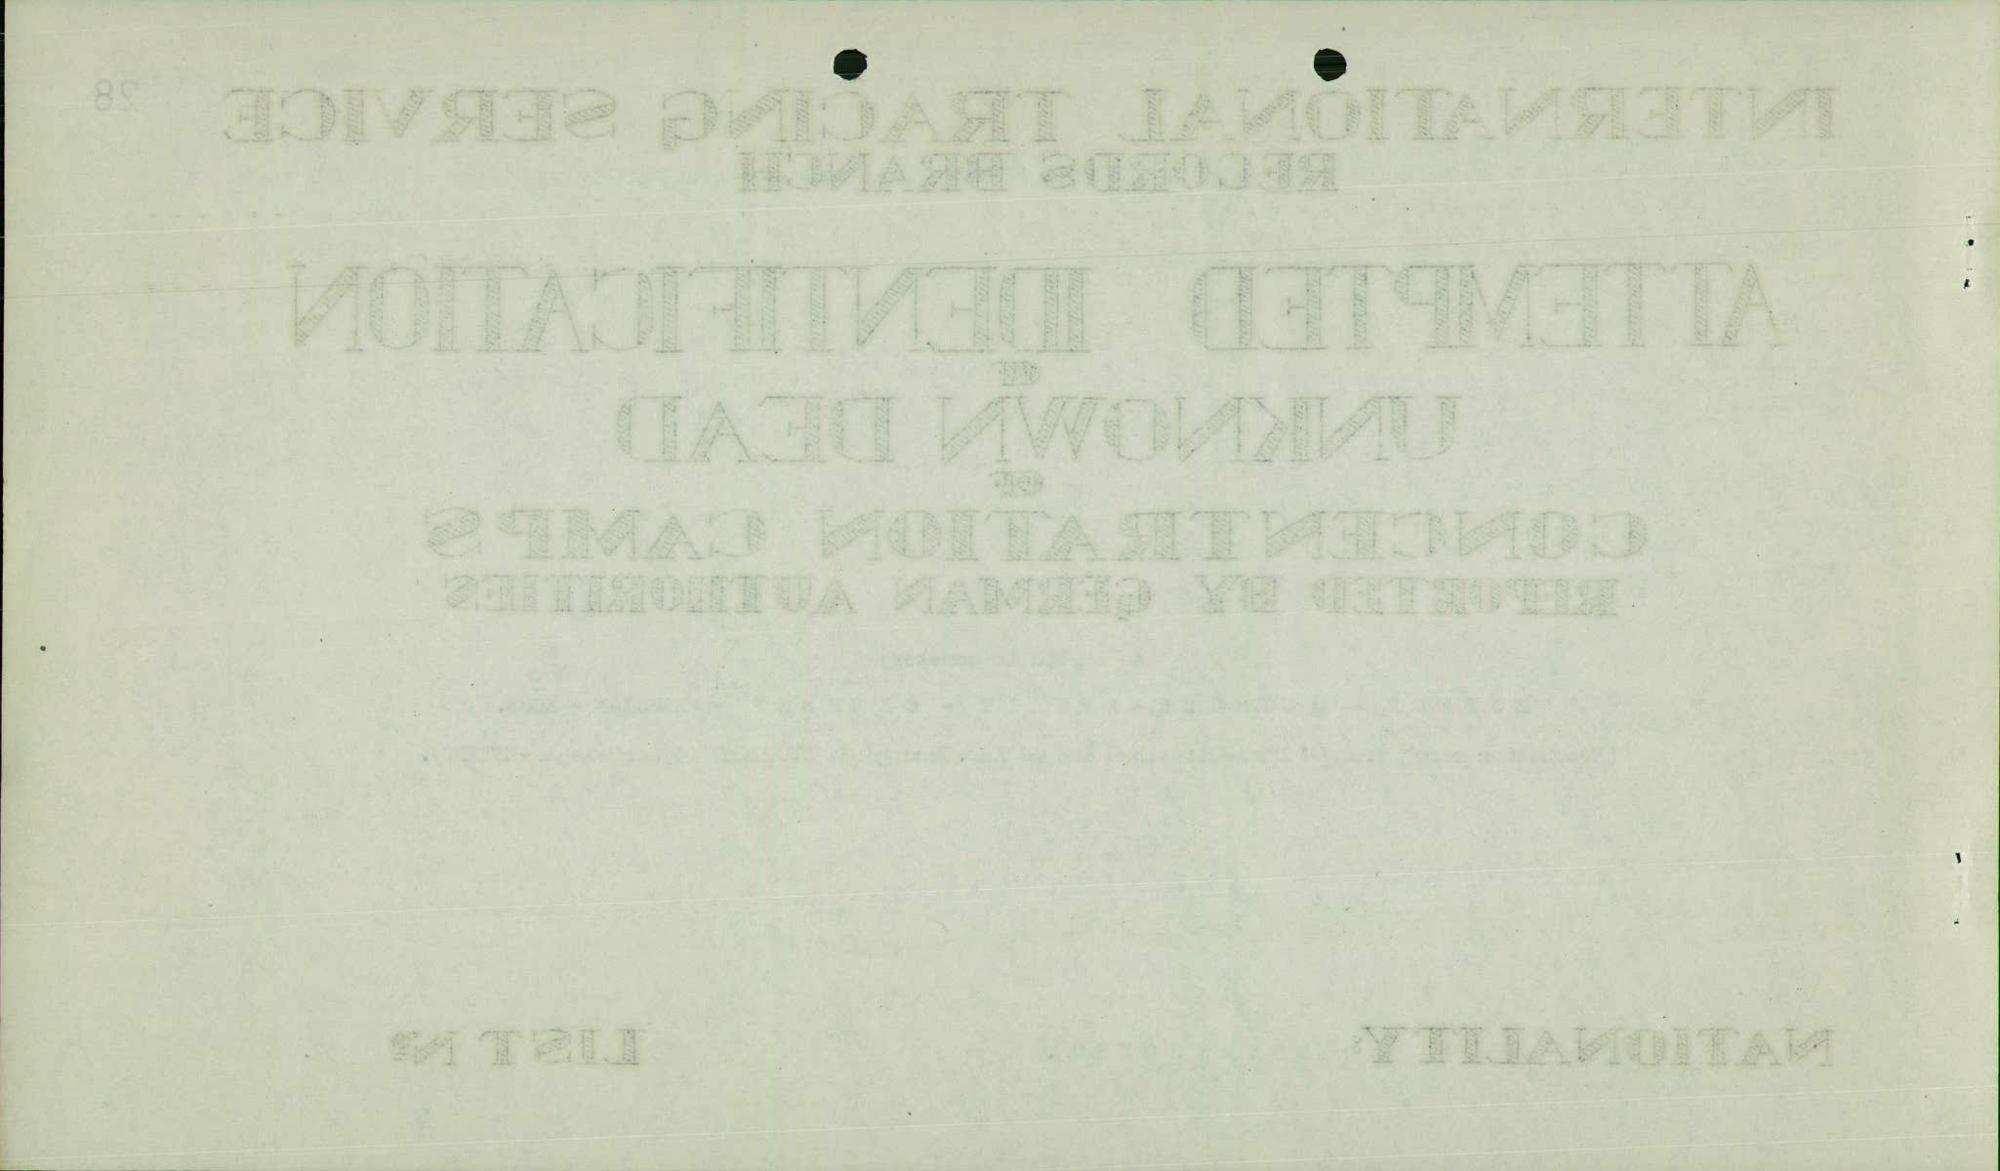 28
INTERNATIONAL TRACING SERVICE
RECORDS BRANCH
ATTEMPTED IDENTIFICATION
OF
UNKNOWN DEAD
OF
CONCENTRATION CAMPS
REPORTED BY GERMAN AUTHORITIES
NATIONALITY: LIST Nº